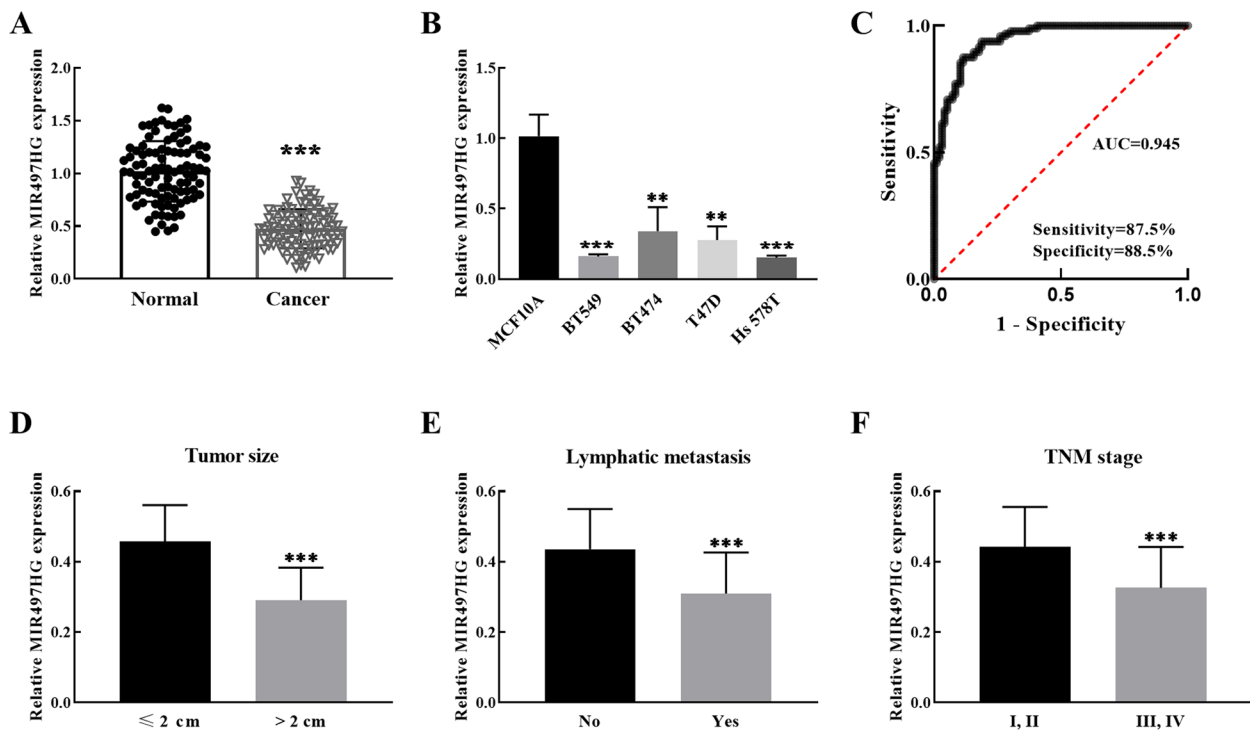 A
Relative MIR497HG expression
2.0
1.5
1.0
0.5
0.0
***
Normal
Cancer
B
Relative MIR497HG expression
1.5
1.0
0.5
0.0
***
**
**
***
MCF10A
BT549
BT474
T47D
Hs 578T
C
Sensitivity
1.0
0.5
0.0
AUC=0.945
Sensitivity=87.5%
Specificity=88.5%
0.0
0.5
1.0
1 - Specificity
D
Tumor size
Relative MIR497HG expression
0.6
0.4
0.2
0.0
***
≤ 2 cm
> 2 cm
E
Lymphatic metastasis
Relative MIR497HG expression
0.6
0.4
0.2
0.0
***
No
Yes
F
TNM stage
Relative MIR497HG expression
0.6
0.4
0.2
0.0
***
I, II
III, IV